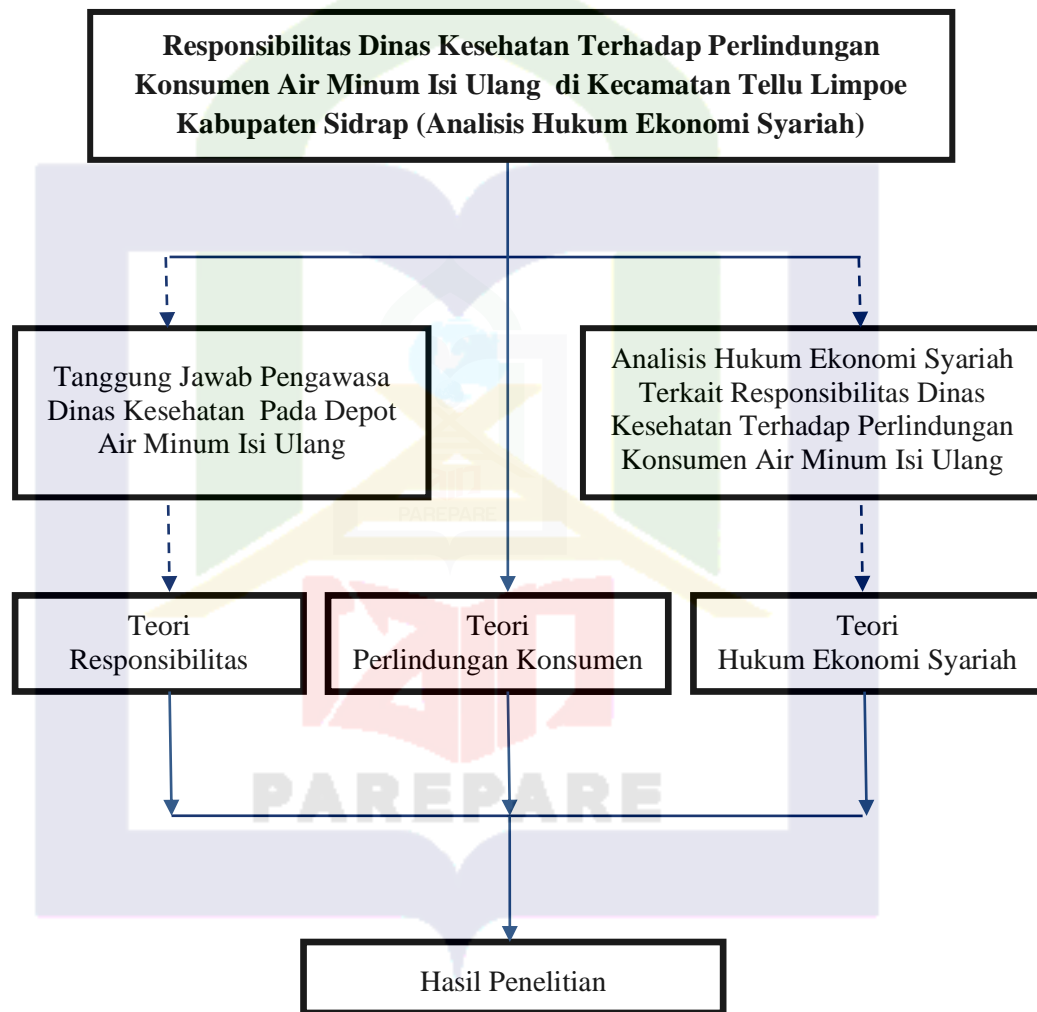 Responsibilitas Dinas Kesehatan Terhadap Perlindungan
Konsumen Air Minum Isi Ulang di Kecamatan Tellu Limpoe
Kabupaten Sidrap (Analisis Hukum Ekonomi Syariah)
Tanggung Jawab Pengawasa
Dinas Kesehatan Pada Depot
Air Minum Isi Ulang
Analisis Hukum Ekonomi Syariah
Terkait Responsibilitas Dinas
Kesehatan Terhadap Perlindungan
Konsumen Air Minum Isi Ulang
PAREPARE
Teori
Responsibilitas
Teori
Perlindungan Konsumen
Teori
Hukum Ekonomi Syariah
PAREPARE
Hasil Penelitian